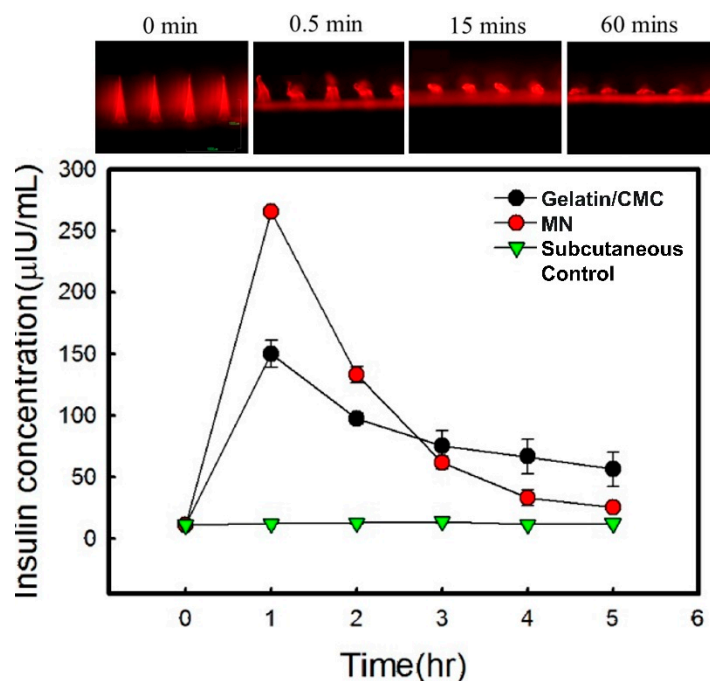 0 min
0.5 min
15 mins
60 mins
300
250
200
150
100
50
0
Insulin concentration(μIU/mL)
Gelatin/CMC
MN
Subcutaneous
Control
0 1 2 3 4 5 6
Time(hr)